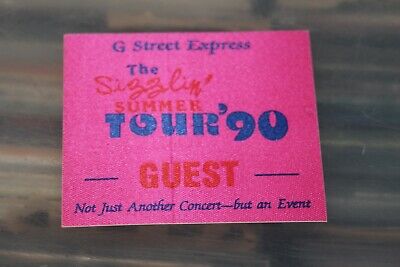 G Street Express
The
Sizzlin'
SUMMER
TOUR '90
GUEST
Not Just Another Concert—but an Event